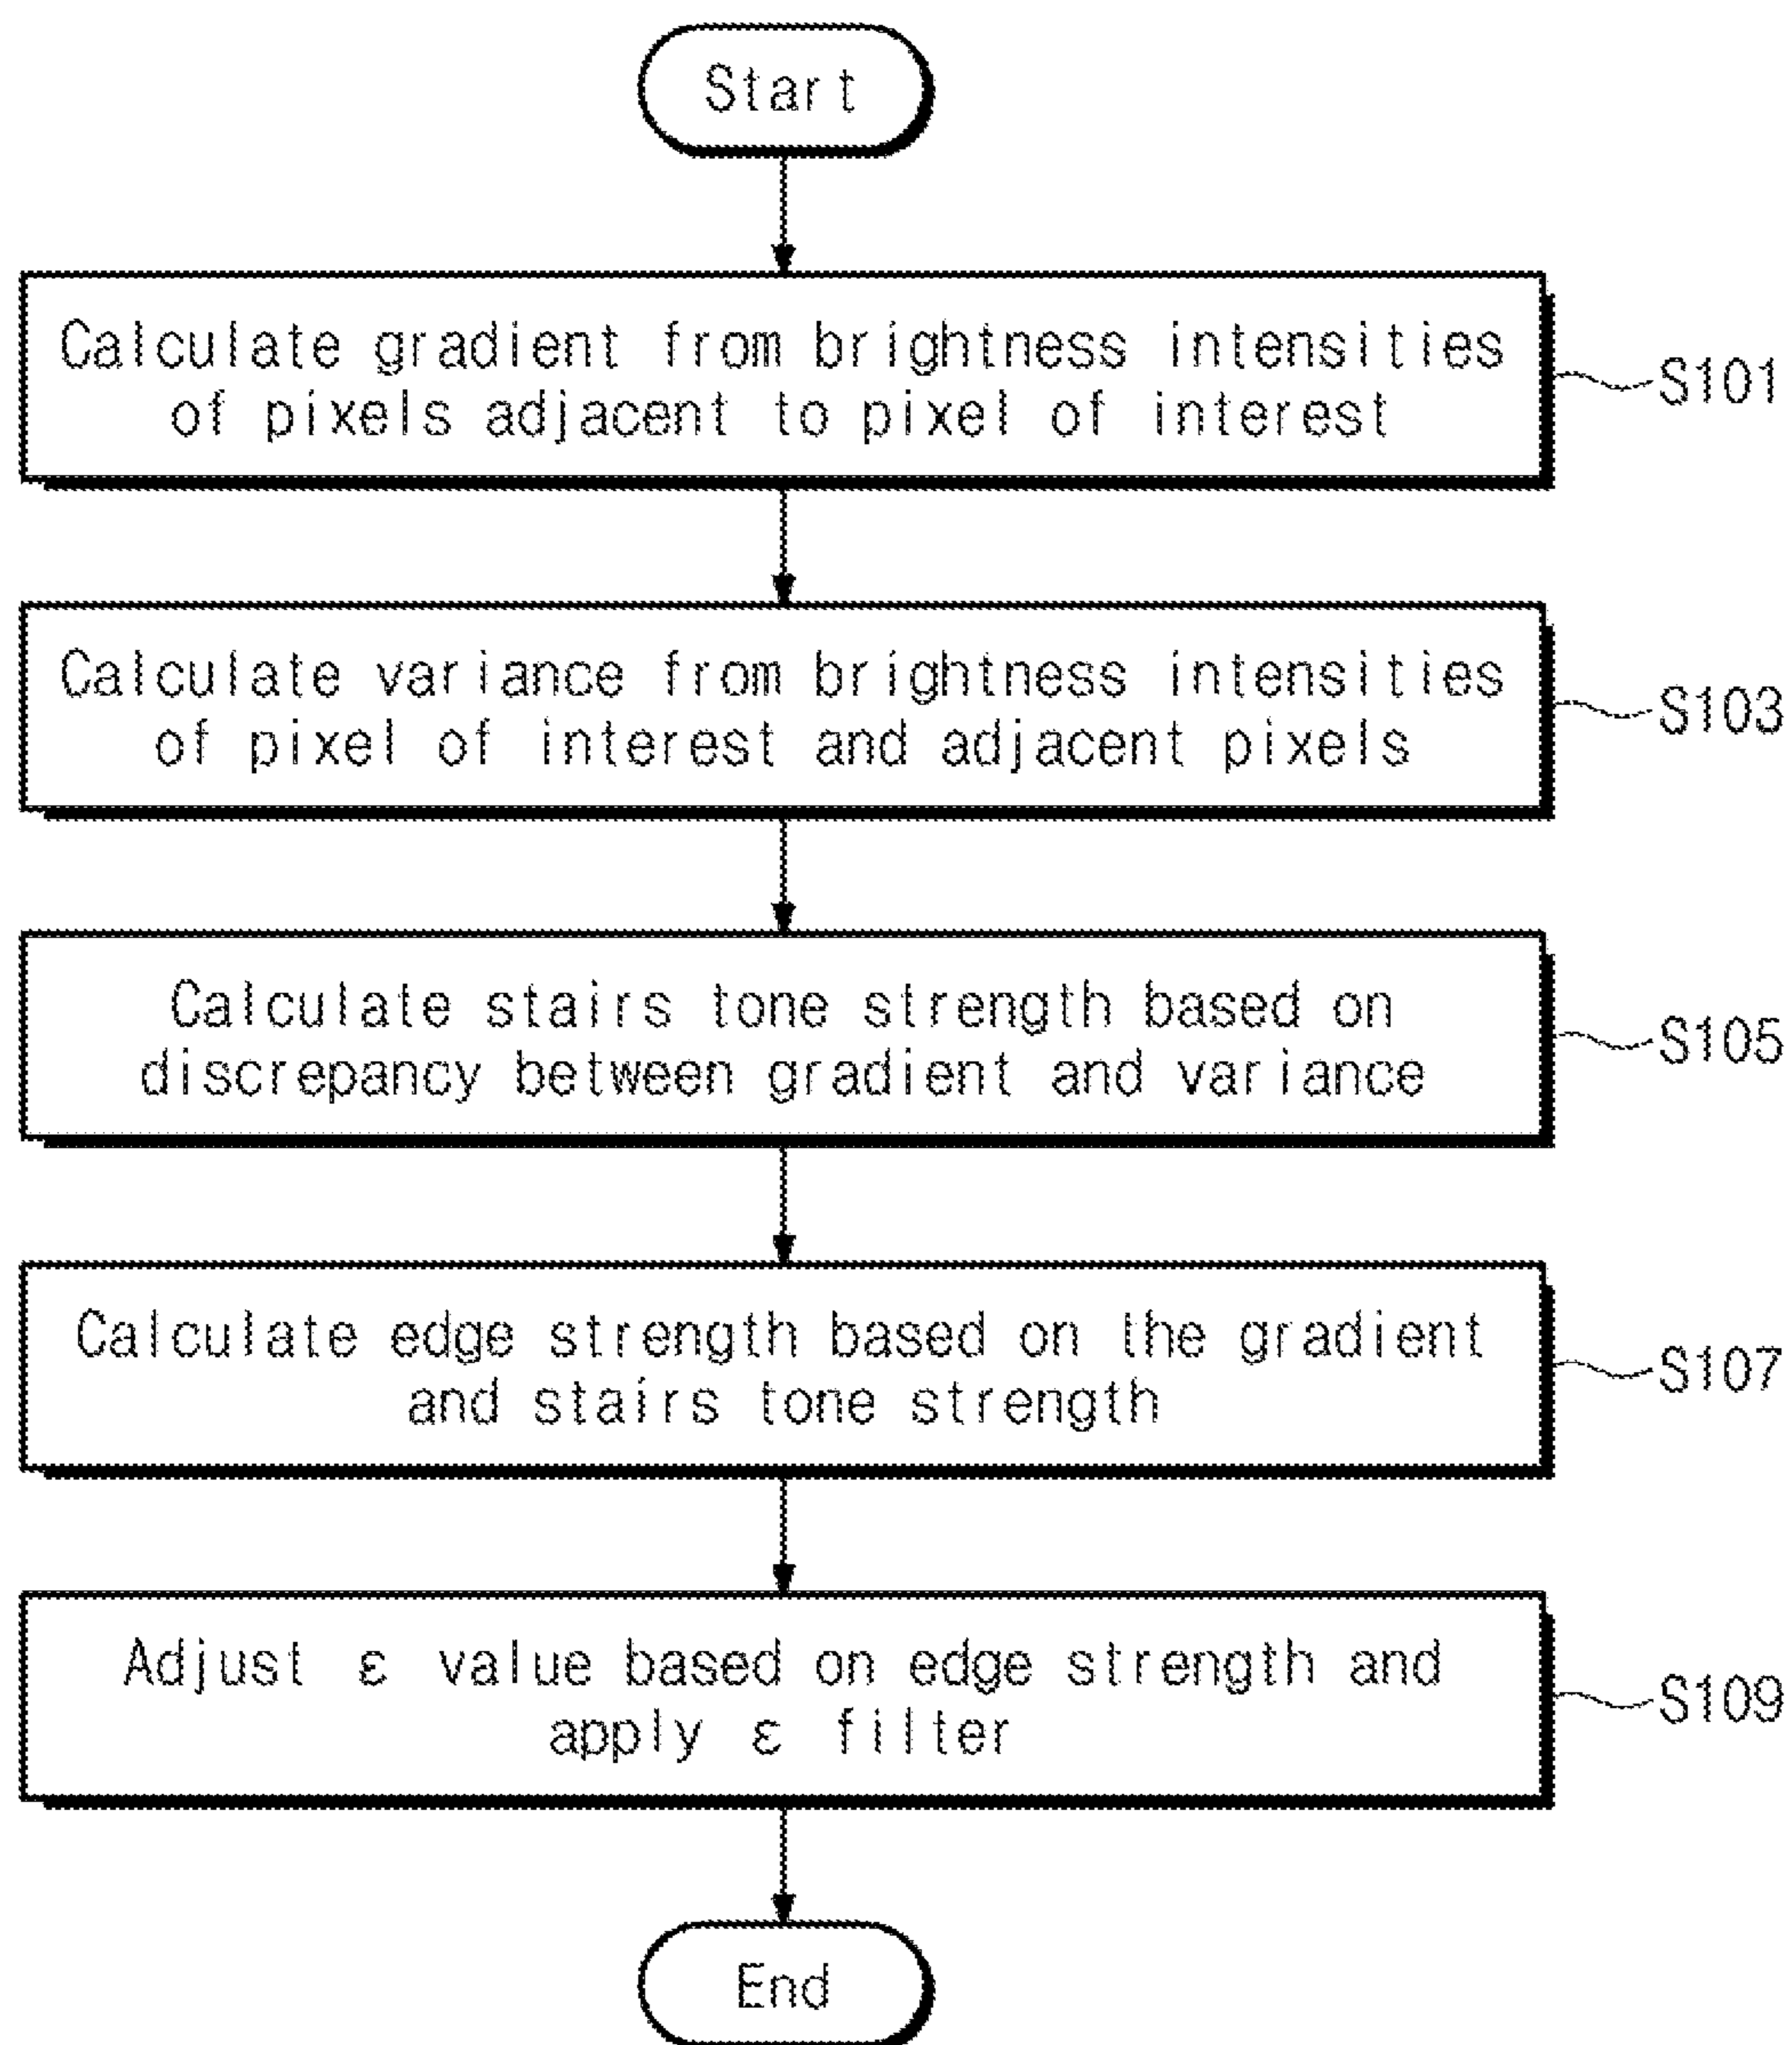 Start
Calculate gradient from brightness intensities
of pixels adjacent to pixel of interest
S101
Calculate variance from brightness intensities
of pixel of interest and adjacent pixels
S103
Calculate stairs tone strength based on
discrepancy between gradient and variance
S105
Calculate edge strength based on the gradient
and stairs tone strength
S107
Adjust ε value based on edge strength and
apply ε filter
S109
End